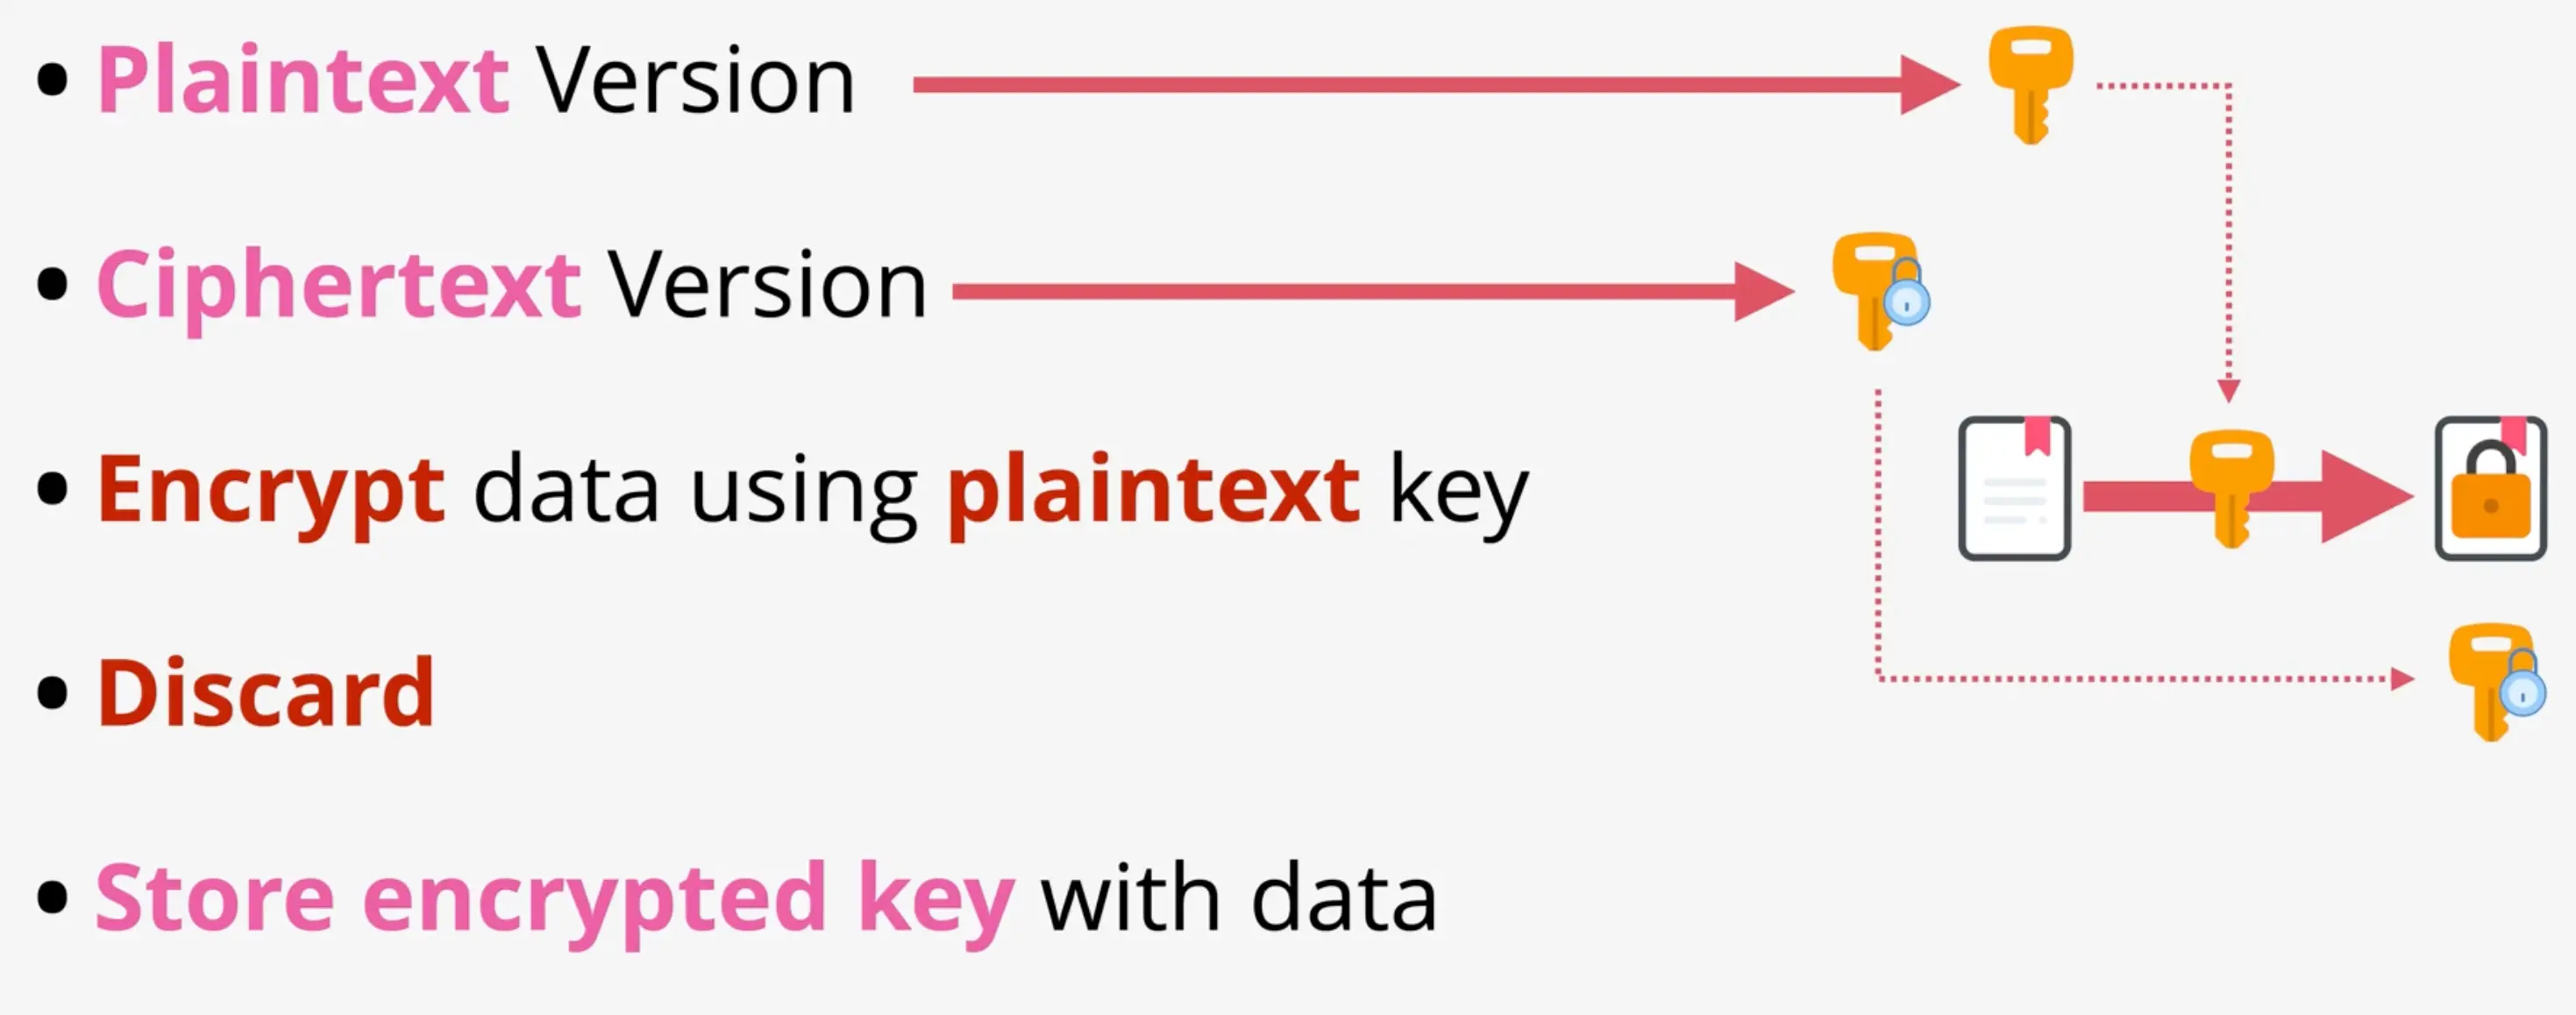 • Plaintext Version
• Ciphertext Version
• Encrypt data using plaintext key
• Discard
• Store encrypted key with data